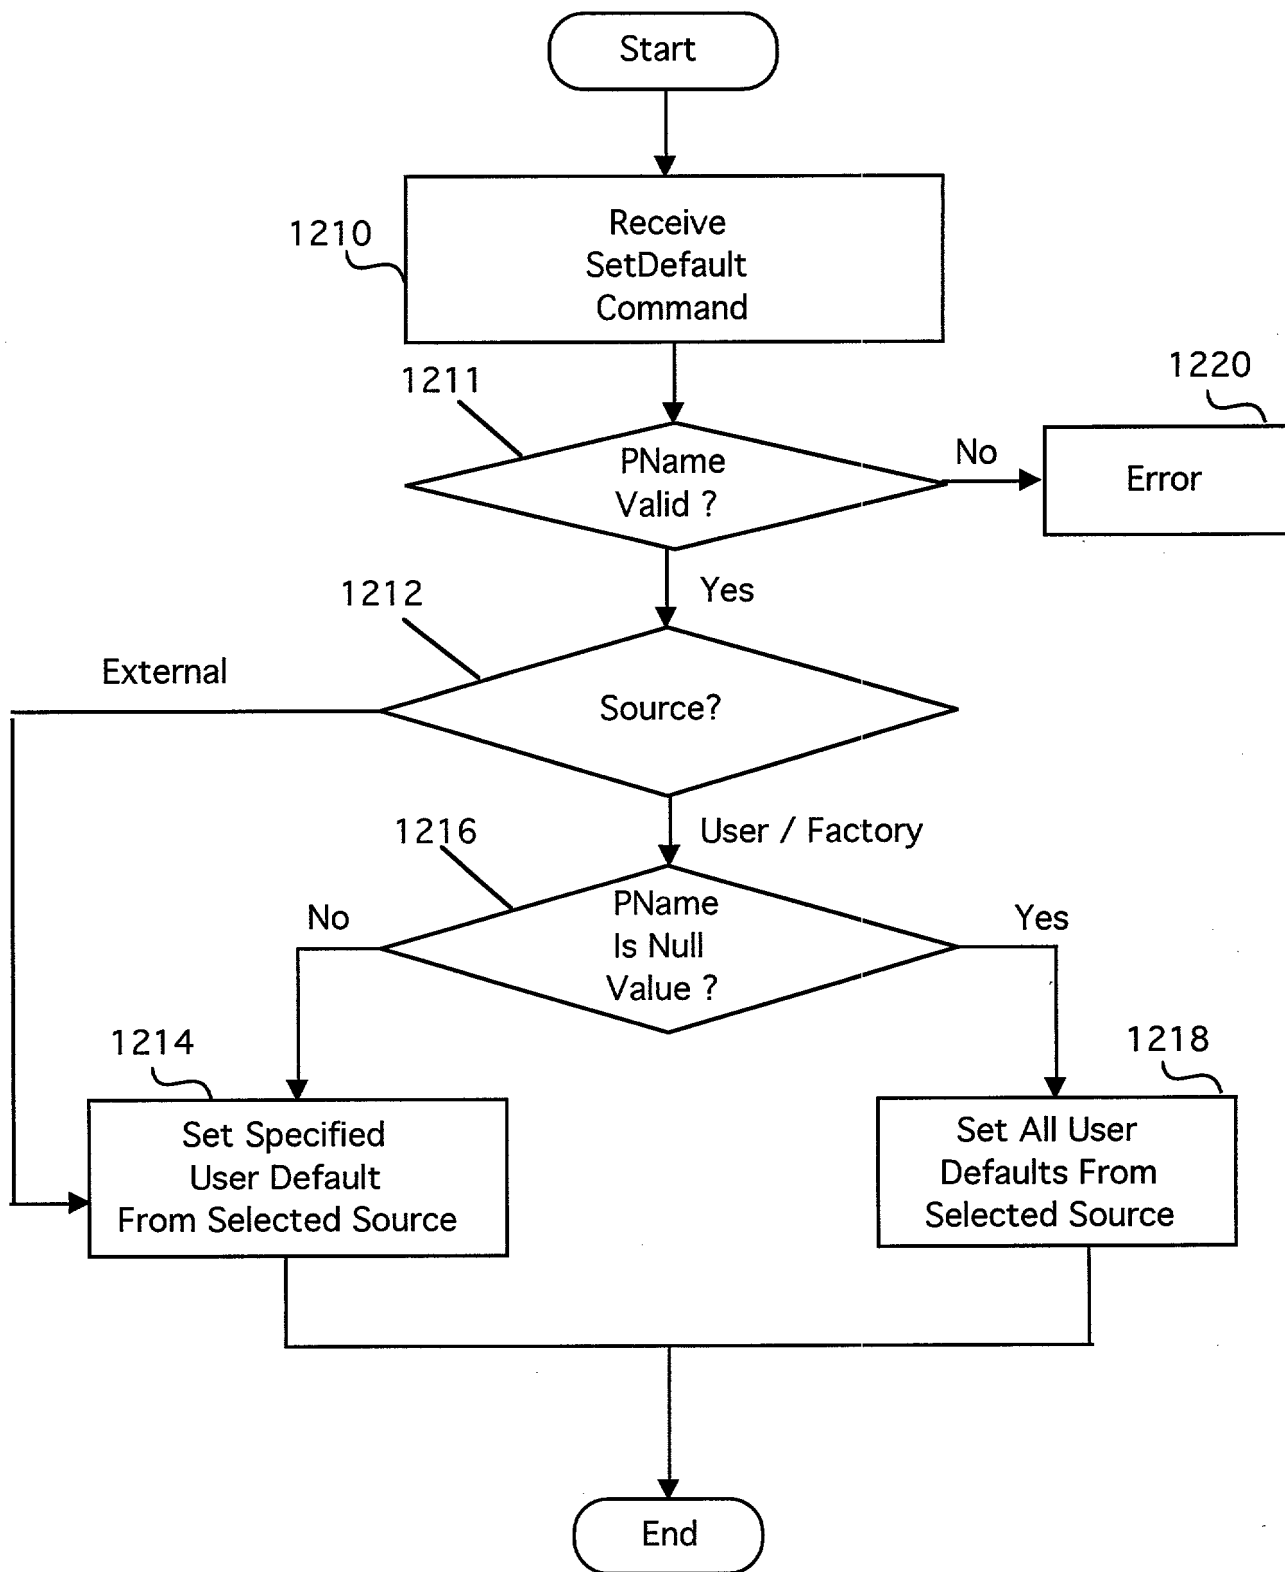 Start
1210
Receive
SetDefault
Command
1211
1220
PName
Valid ?
No
Error
1212
Yes
External
Source?
1216
User / Factory
No
PName
Is Null
Value ?
Yes
1214
1218
Set Specified
User Default
From Selected Source
Set All User
Defaults From
Selected Source
End